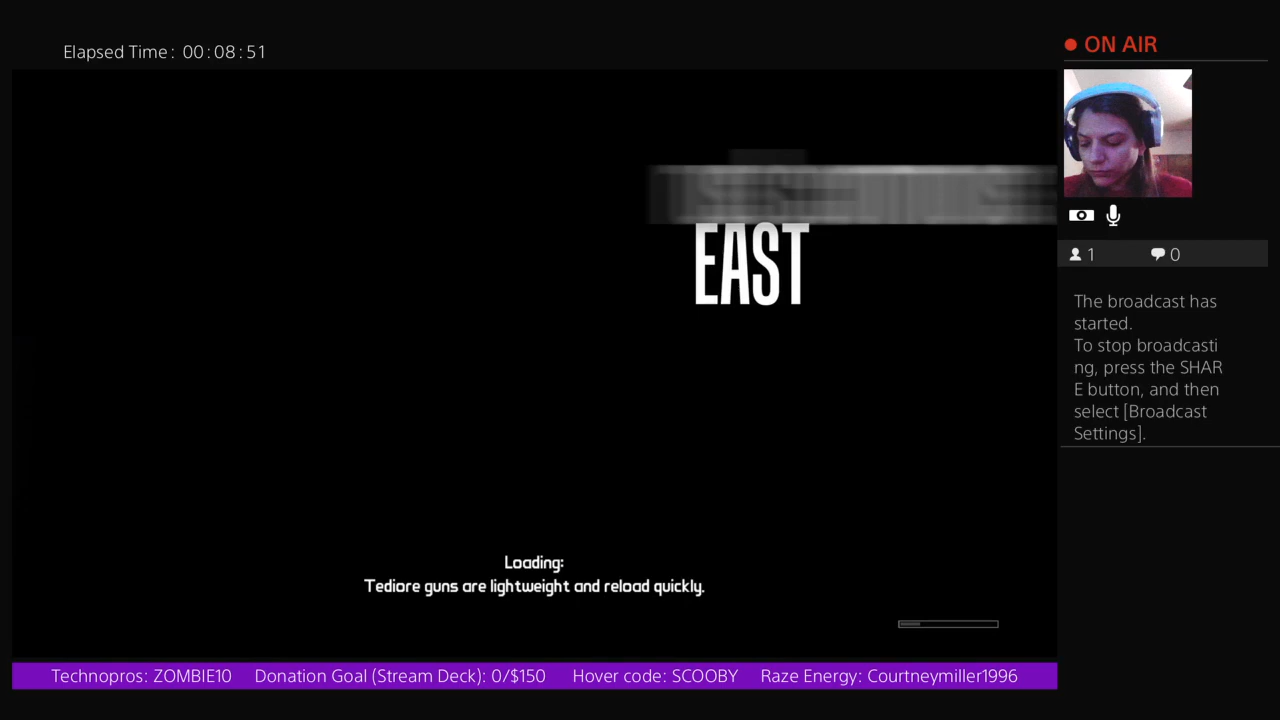 Elapsed Time: 00:08:51
ON AIR
EAST
1
0
The broadcast has
started.
To stop broadcasti
ng, press the SHAR
E button, and then
select [Broadcast
Settings].
Loading:
Tediore guns are lightweight and reload quickly.
Technopros: ZOMBIE10 Donation Goal (Stream Deck): 0/$150 Hover code: SCOOBY Raze Energy: Courtneymiller1996